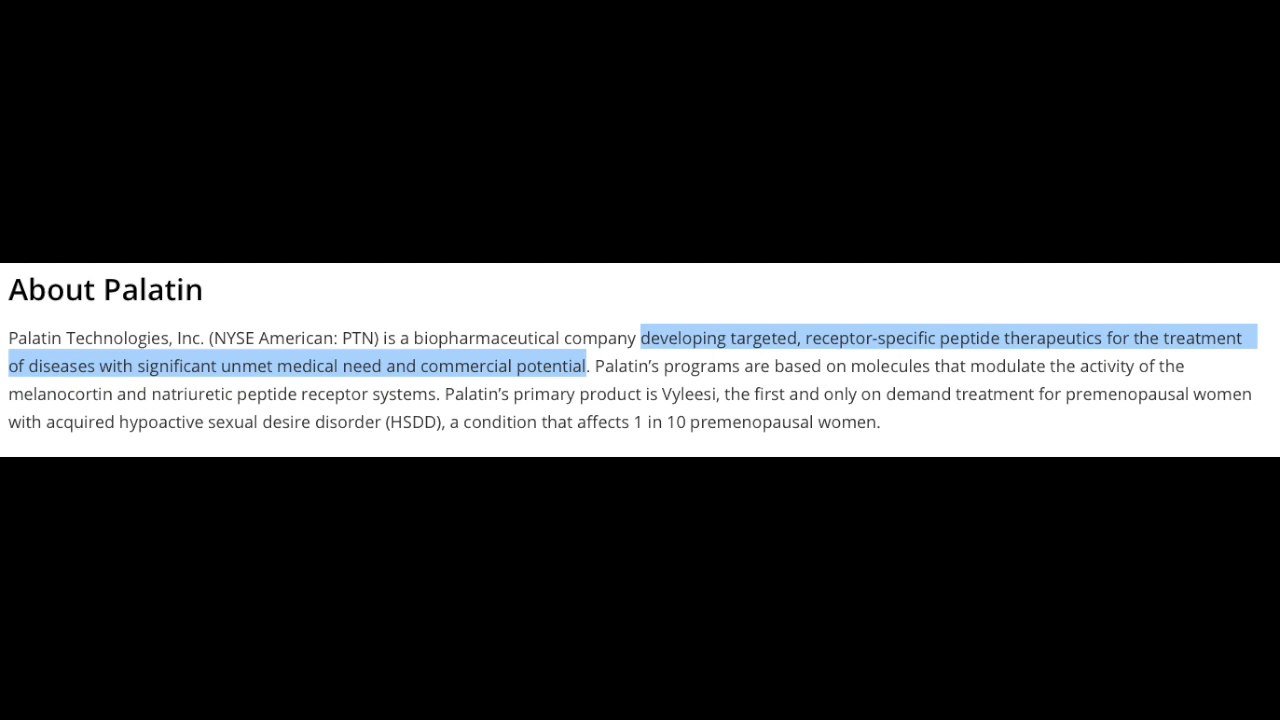 About Palatin
Palatin Technologies, Inc. (NYSE American: PTN) is a biopharmaceutical company developing targeted, receptor-specific peptide therapeutics for the treatment
of diseases with significant unmet medical need and commercial potential. Palatin’s programs are based on molecules that modulate the activity of the
melanocortin and natriuretic peptide receptor systems. Palatin’s primary product is Vyleesi, the first and only on demand treatment for premenopausal women
with acquired hypoactive sexual desire disorder (HSDD), a condition that affects 1 in 10 premenopausal women.